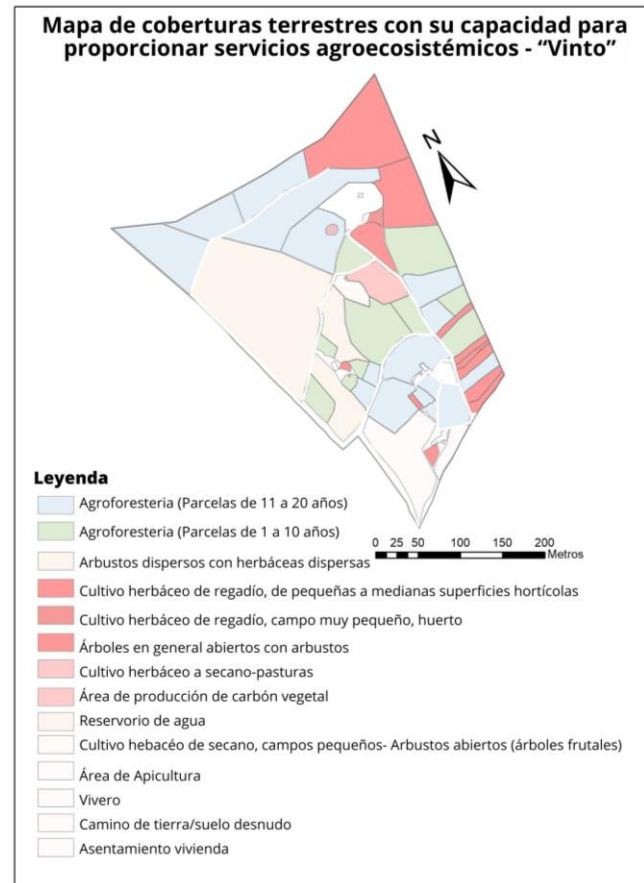 Mapa de coberturas terrestres con su capacidad para
proporcionar servicios agroecosistémicos - “Vinto”
N
Leyenda
Agroforesteria (Parcelas de 11 a 20 años)
Agroforesteria (Parcelas de 1 a 10 años)
Arbustos dispersos con herbáceas dispersas
0 25 50 100 150 200
Metros
Cultivo herbáceo de regadío, de pequeñas a medianas superficies hortícolas
Cultivo herbáceo de regadío, campo muy pequeño, huerto
Árboles en general abiertos con arbustos
Cultivo herbáceo a secano-pasturas
Área de producción de carbón vegetal
Reservorio de agua
Cultivo hebacéo de secano, campos pequeños- Arbustos abiertos (árboles frutales)
Área de Apicultura
Vivero
Camino de tierra/suelo desnudo
Asentamiento vivienda